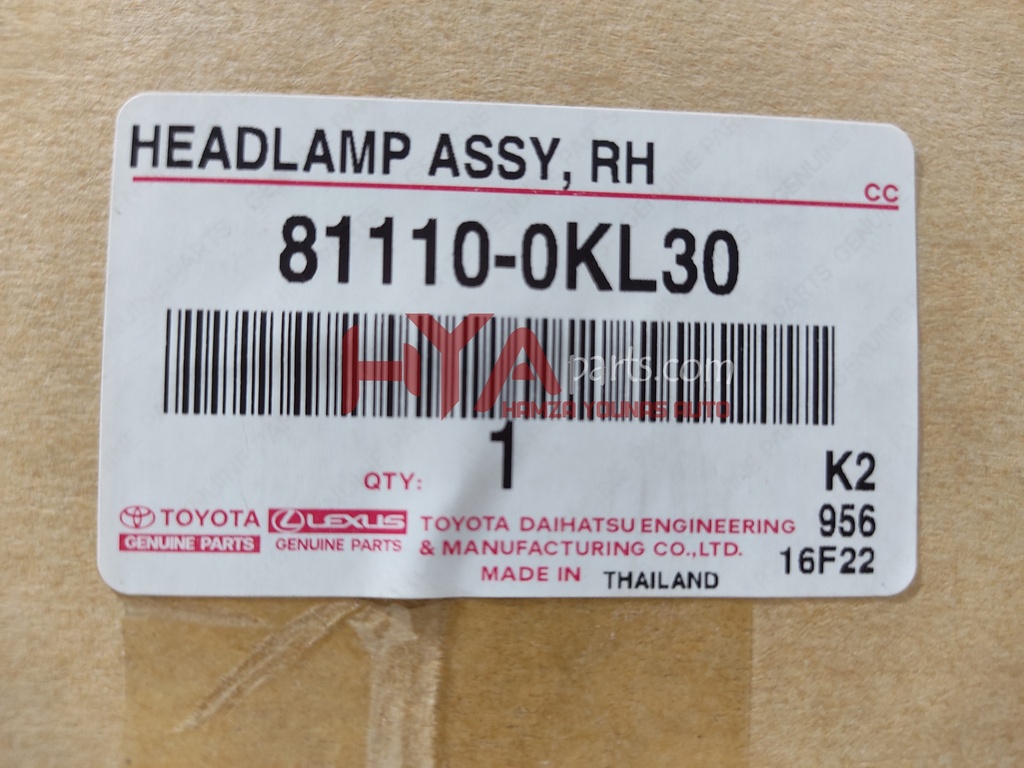 HEADLAMP ASSY, RH
CC
81110-0KL30
HYA parts.com
HAMZA YOUNAS AUTO
QTY: 1
K2
TOYOTA
GENUINE PARTS
LEXUS
GENUINE PARTS
TOYOTA DAIHATSU ENGINEERING
& MANUFACTURING CO.,LTD.
MADE IN THAILAND
956
16F22